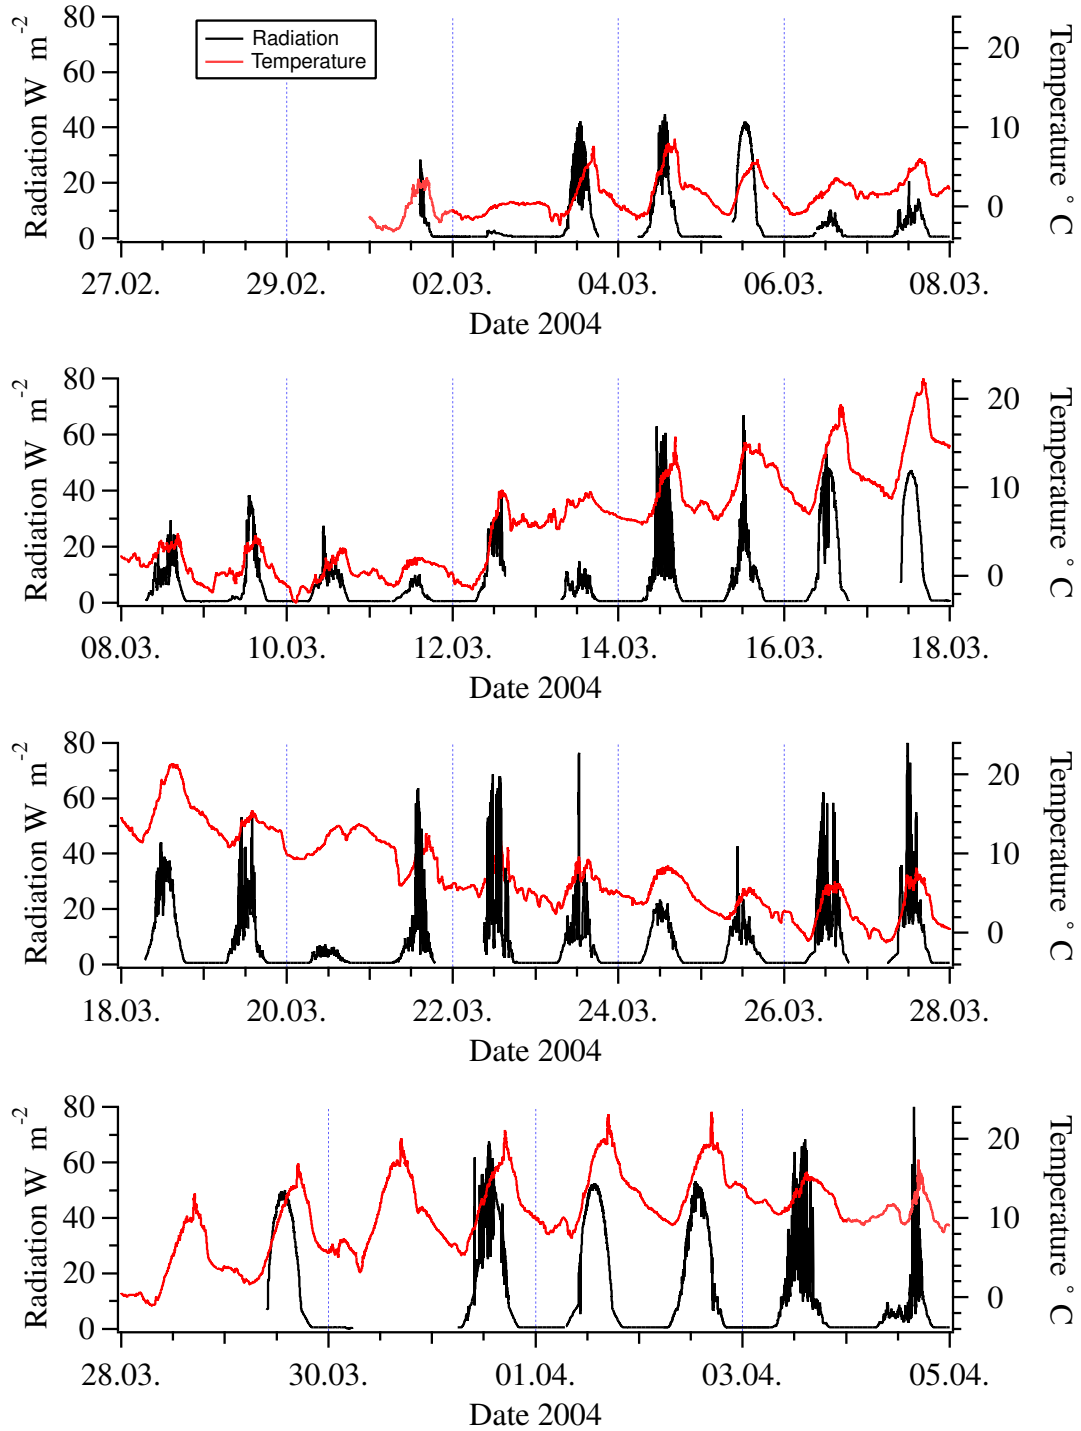 80
60
40
20
0
Radiation W m-2
Radiation
Temperature
20
10
0
Temperature ° C
27.02. 29.02. 02.03. 04.03. 06.03. 08.03.
Date 2004
80
60
40
20
0
Radiation W m-2
20
10
0
Temperature ° C
08.03. 10.03. 12.03. 14.03. 16.03. 18.03.
Date 2004
80
60
40
20
0
Radiation W m-2
20
10
0
Temperature ° C
18.03. 20.03. 22.03. 24.03. 26.03. 28.03.
Date 2004
80
60
40
20
0
Radiation W m-2
20
10
0
Temperature ° C
28.03. 30.03. 01.04. 03.04. 05.04.
Date 2004